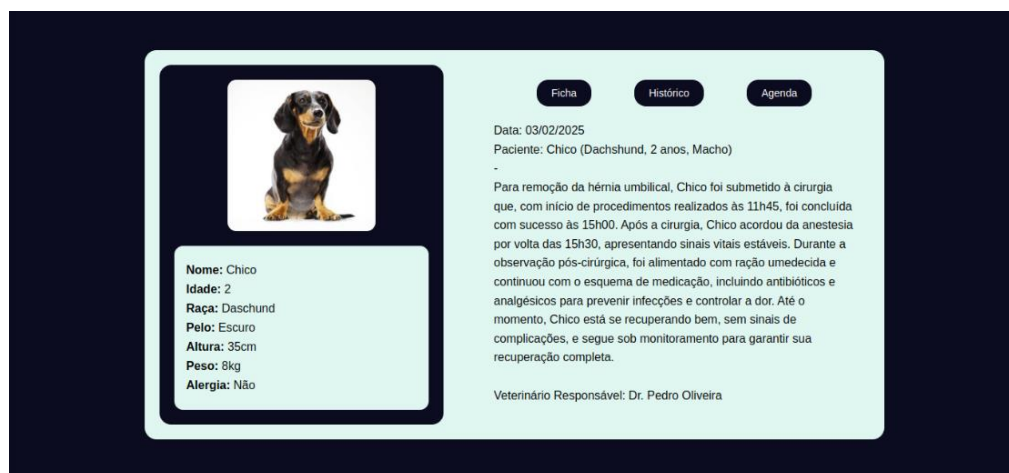 Nome: Chico
Idade: 2
Raça: Daschund
Pelo: Escuro
Altura: 35cm
Peso: 8kg
Alergia: Não
Ficha
Histórico
Agenda
Data: 03/02/2025
Paciente: Chico (Dachshund, 2 anos, Macho)
-
Para remoção da hérnia umbilical, Chico foi submetido à cirurgia
que, com início de procedimentos realizados às 11h45, foi concluída
com sucesso às 15h00. Após a cirurgia, Chico acordou da anestesia
por volta das 15h30, apresentando sinais vitais estáveis. Durante a
observação pós-cirúrgica, foi alimentado com ração umedecida e
continuou com o esquema de medicação, incluindo antibióticos e
analgésicos para prevenir infecções e controlar a dor. Até o
momento, Chico está se recuperando bem, sem sinais de
complicações, e segue sob monitoramento para garantir sua
recuperação completa.
Veterinário Responsável: Dr. Pedro Oliveira